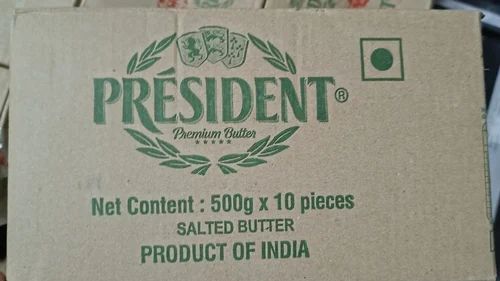 PRÉSIDENT®
Premium Butter
Net Content : 500g x 10 pieces
SALTED BUTTER
PRODUCT OF INDIA